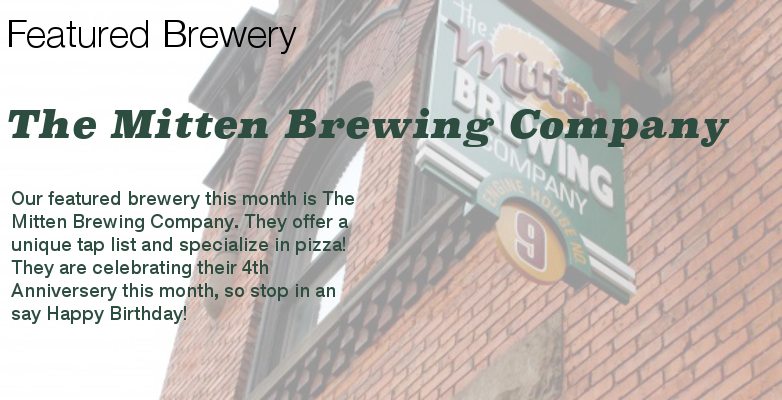 Featured Brewery
The Mitten Brewing Company
Our featured brewery this month is The
Mitten Brewing Company. They offer a
unique tap list and specialize in pizza!
They are celebrating their 4th
Anniversery this month, so stop in an
say Happy Birthday!
the
Mitten
BREWING
COMPANY
ENGINE HOUSE NO.
9